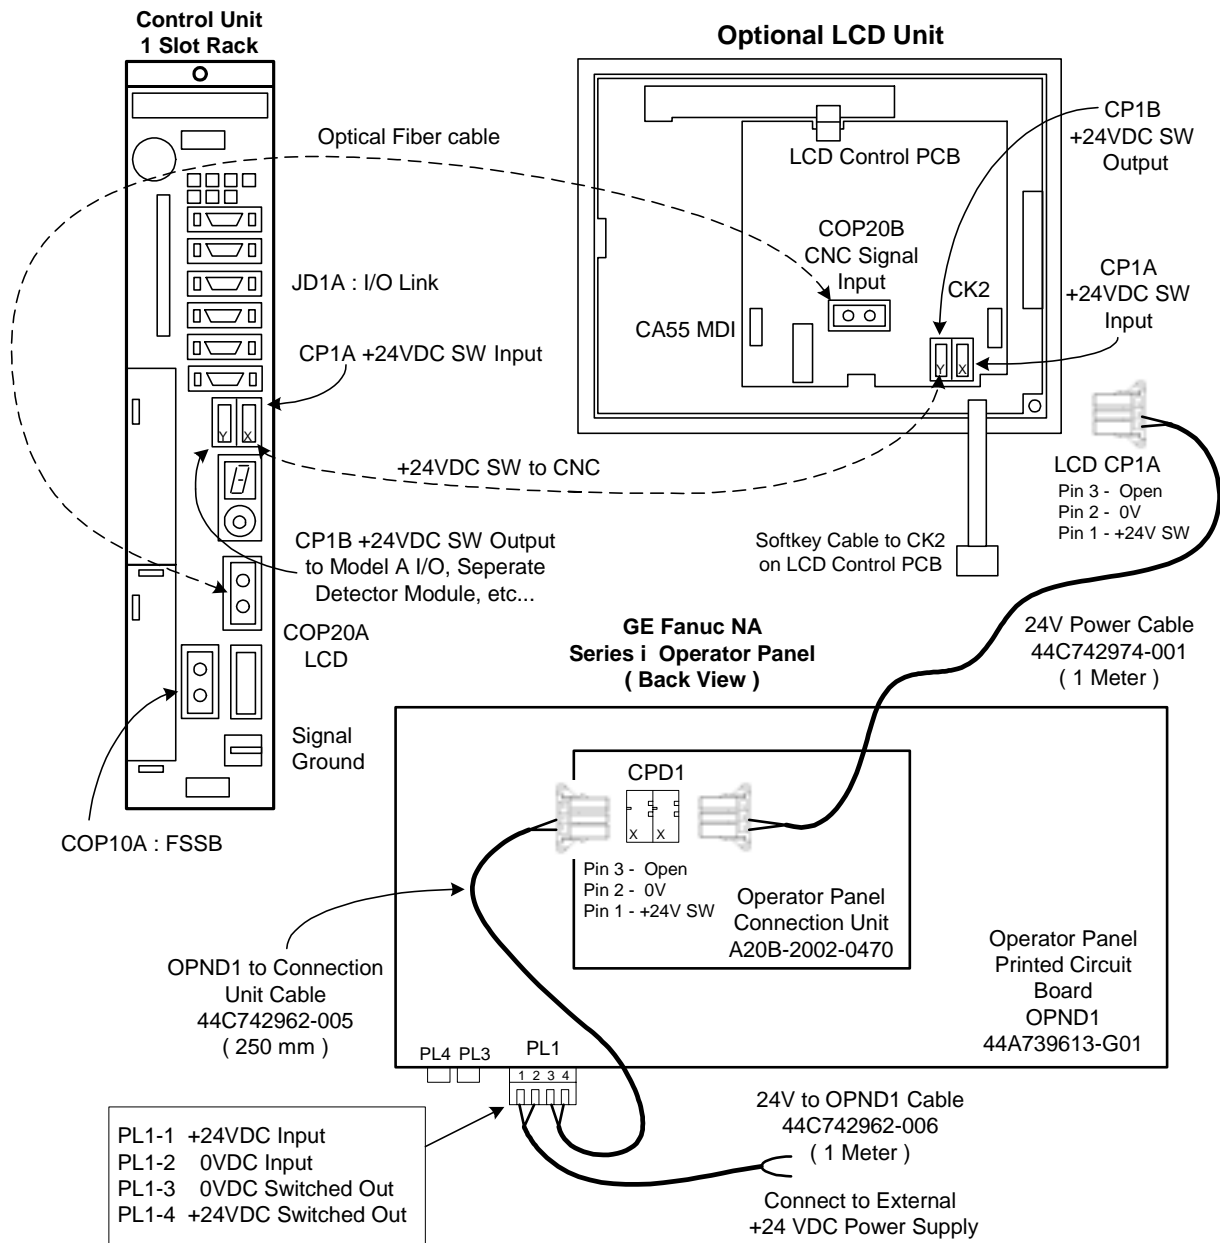 Control Unit
1 Slot Rack
Optional LCD Unit
Optical Fiber cable
LCD Control PCB
CP1B
+24VDC SW
Output
COP20B
CNC Signal
Input
CP1A
+24VDC SW
Input
JD1A : I/O Link
CK2
CA55 MDI
CP1A +24VDC SW Input
Y X
Y X
+24VDC SW to CNC
LCD CP1A
Pin 3 - Open
Pin 2 - 0V
Pin 1 - +24V SW
CP1B +24VDC SW Output
to Model A I/O, Seperate
Detector Module, etc...
Softkey Cable to CK2
on LCD Control PCB
COP20A
LCD
GE Fanuc NA
Series i Operator Panel
( Back View )
24V Power Cable
44C742974-001
( 1 Meter )
Signal
Ground
CPD1
X X
COP10A : FSSB
Pin 3 - Open
Pin 2 - 0V
Pin 1 - +24V SW
Operator Panel
Connection Unit
A20B-2002-0470
Operator Panel
Printed Circuit
Board
OPND1
44A739613-G01
OPND1 to Connection
Unit Cable
44C742962-005
( 250 mm )
PL4 PL3 PL1
1 2 3 4
24V to OPND1 Cable
44C742962-006
( 1 Meter )
PL1-1 +24VDC Input
PL1-2 0VDC Input
PL1-3 0VDC Switched Out
PL1-4 +24VDC Switched Out
Connect to External
+24 VDC Power Supply